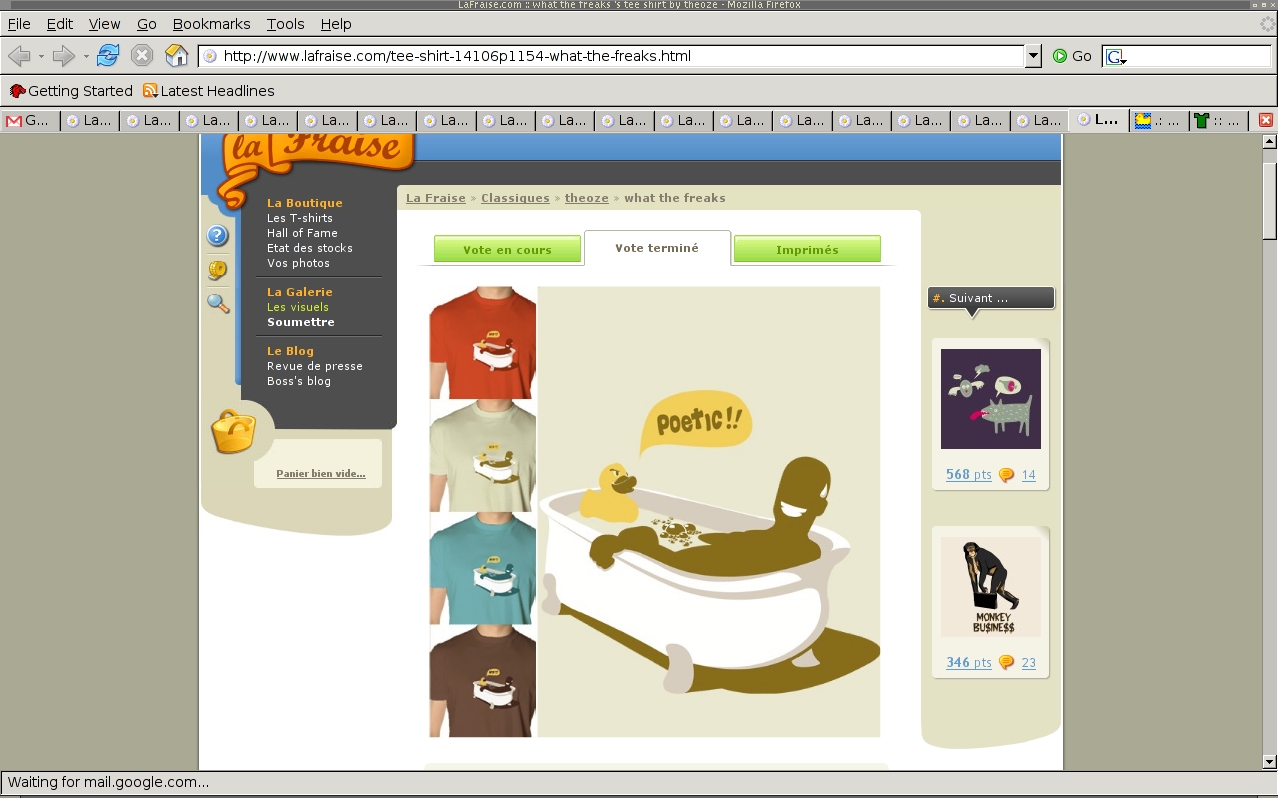 LaFraise.com :: what the freaks 's tee shirt by theoze - Mozilla Firefox
File Edit View Go Bookmarks Tools Help
http://www.lafraise.com/tee-shirt-14106p1154-what-the-freaks.html
Go
G
Getting Started Latest Headlines
G... La... La... La... La... La... La... La... La... La... La... La... La... La... La... La... La... L... :: ... :: ...
la Fraise
La Boutique
Les T-shirts
Hall of Fame
Etat des stocks
Vos photos
La Galerie
Les visuels
Soumettre
Le Blog
Revue de presse
Boss's blog
Panier bien vide...
La Fraise » Classiques » theoze » what the freaks
Vote en cours
Vote terminé
Imprimés
POETIC!!
#. Suivant ...
568 pts 14
MONKEY
BU$INE$$
346 pts 23
Waiting for mail.google.com...